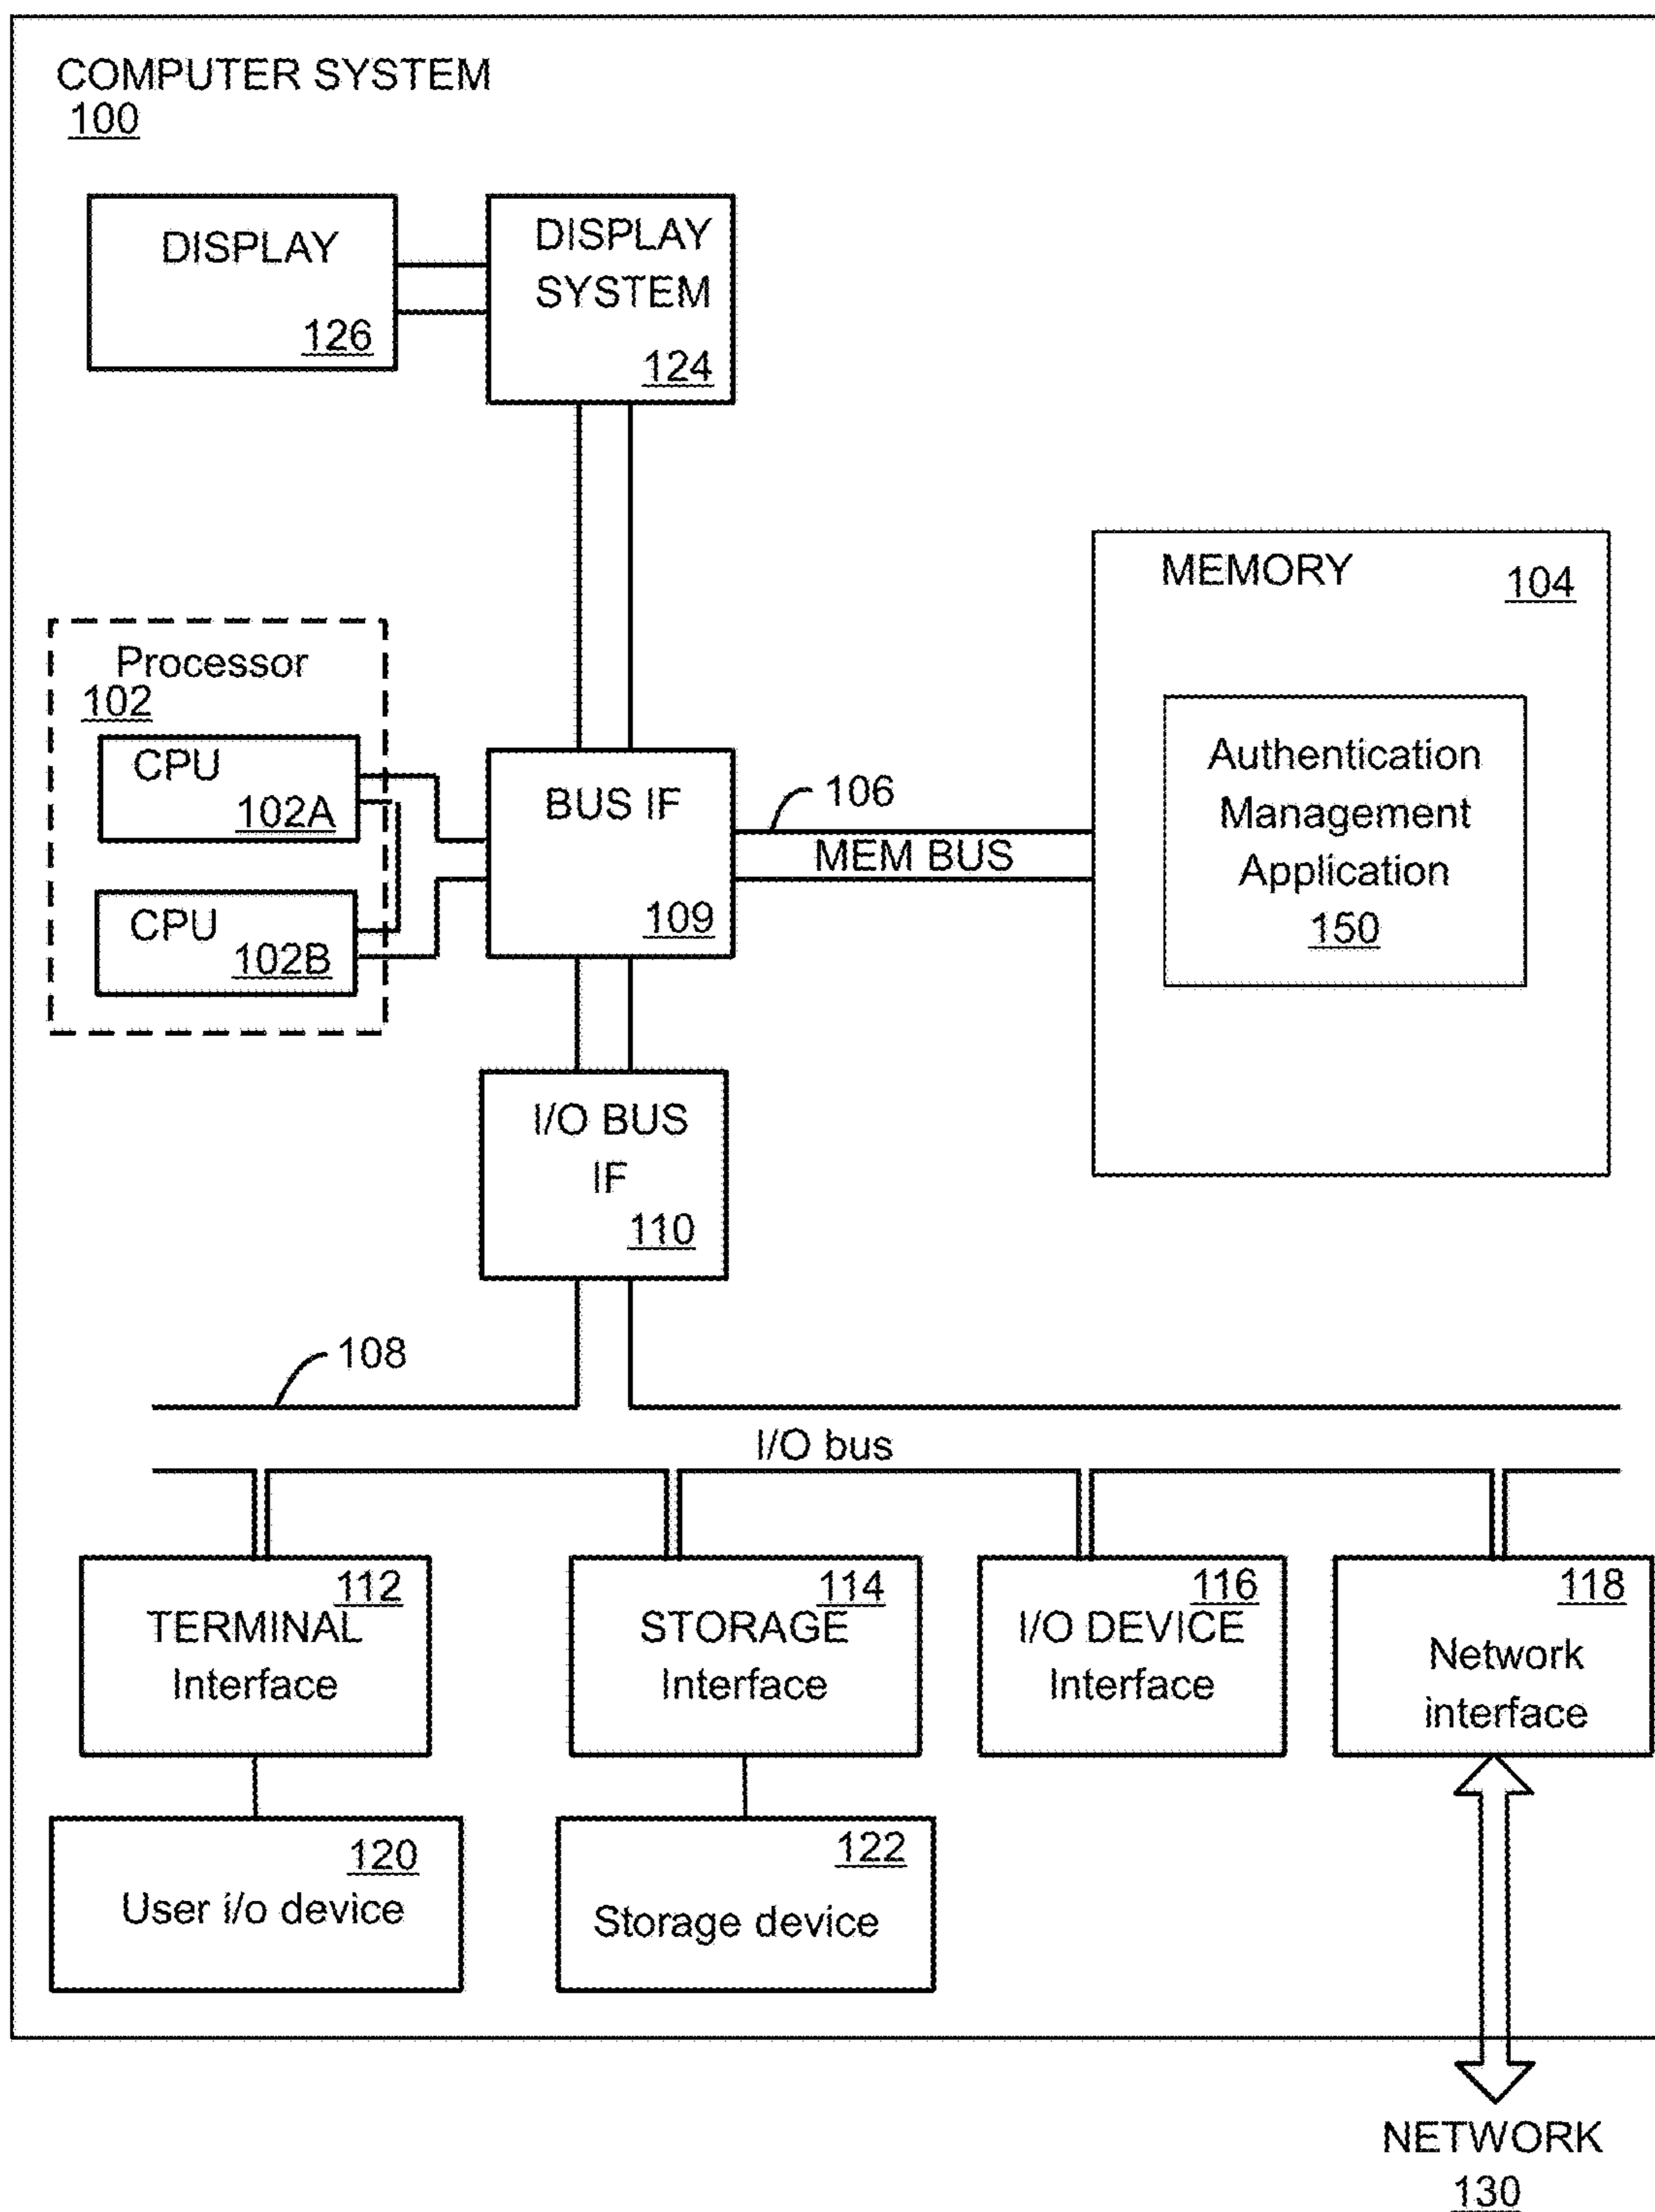 COMPUTER SYSTEM
100
DISPLAY
126
DISPLAY
SYSTEM
124
MEMORY
104
Authentication
Management
Application
150
Processor
102
CPU
102A
CPU
102B
BUS IF
109
106
MEM BUS
I/O BUS
IF
110
108
I/O bus
112
TERMINAL
Interface
114
STORAGE
Interface
116
I/O DEVICE
Interface
118
Network
interface
120
User i/o device
122
Storage device
NETWORK
130